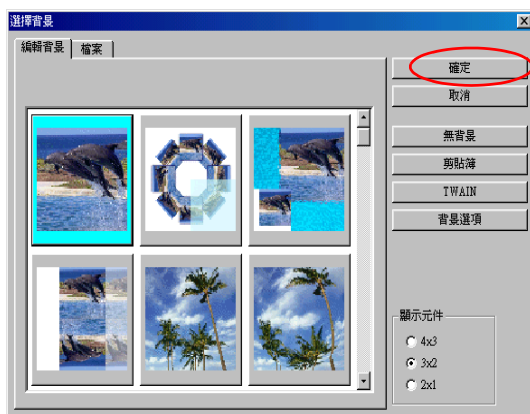 選擇背景
編輯背景
檔案
確定
取消
無背景
剪貼簿
TWAIN
背景選項
顯示元件
4x3
3x2
2x1